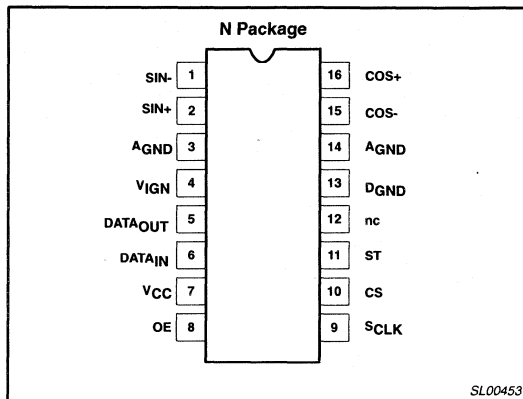 N Package
SIN- 1 16 COS+
SIN+ 2 15 COS-
AGND 3 14 AGND
VIGN 4 13 DGND
DATAOUT 5 12 nc
DATAIN 6 11 ST
VCC 7 10 CS
OE 8 9 SCLK
SL00453